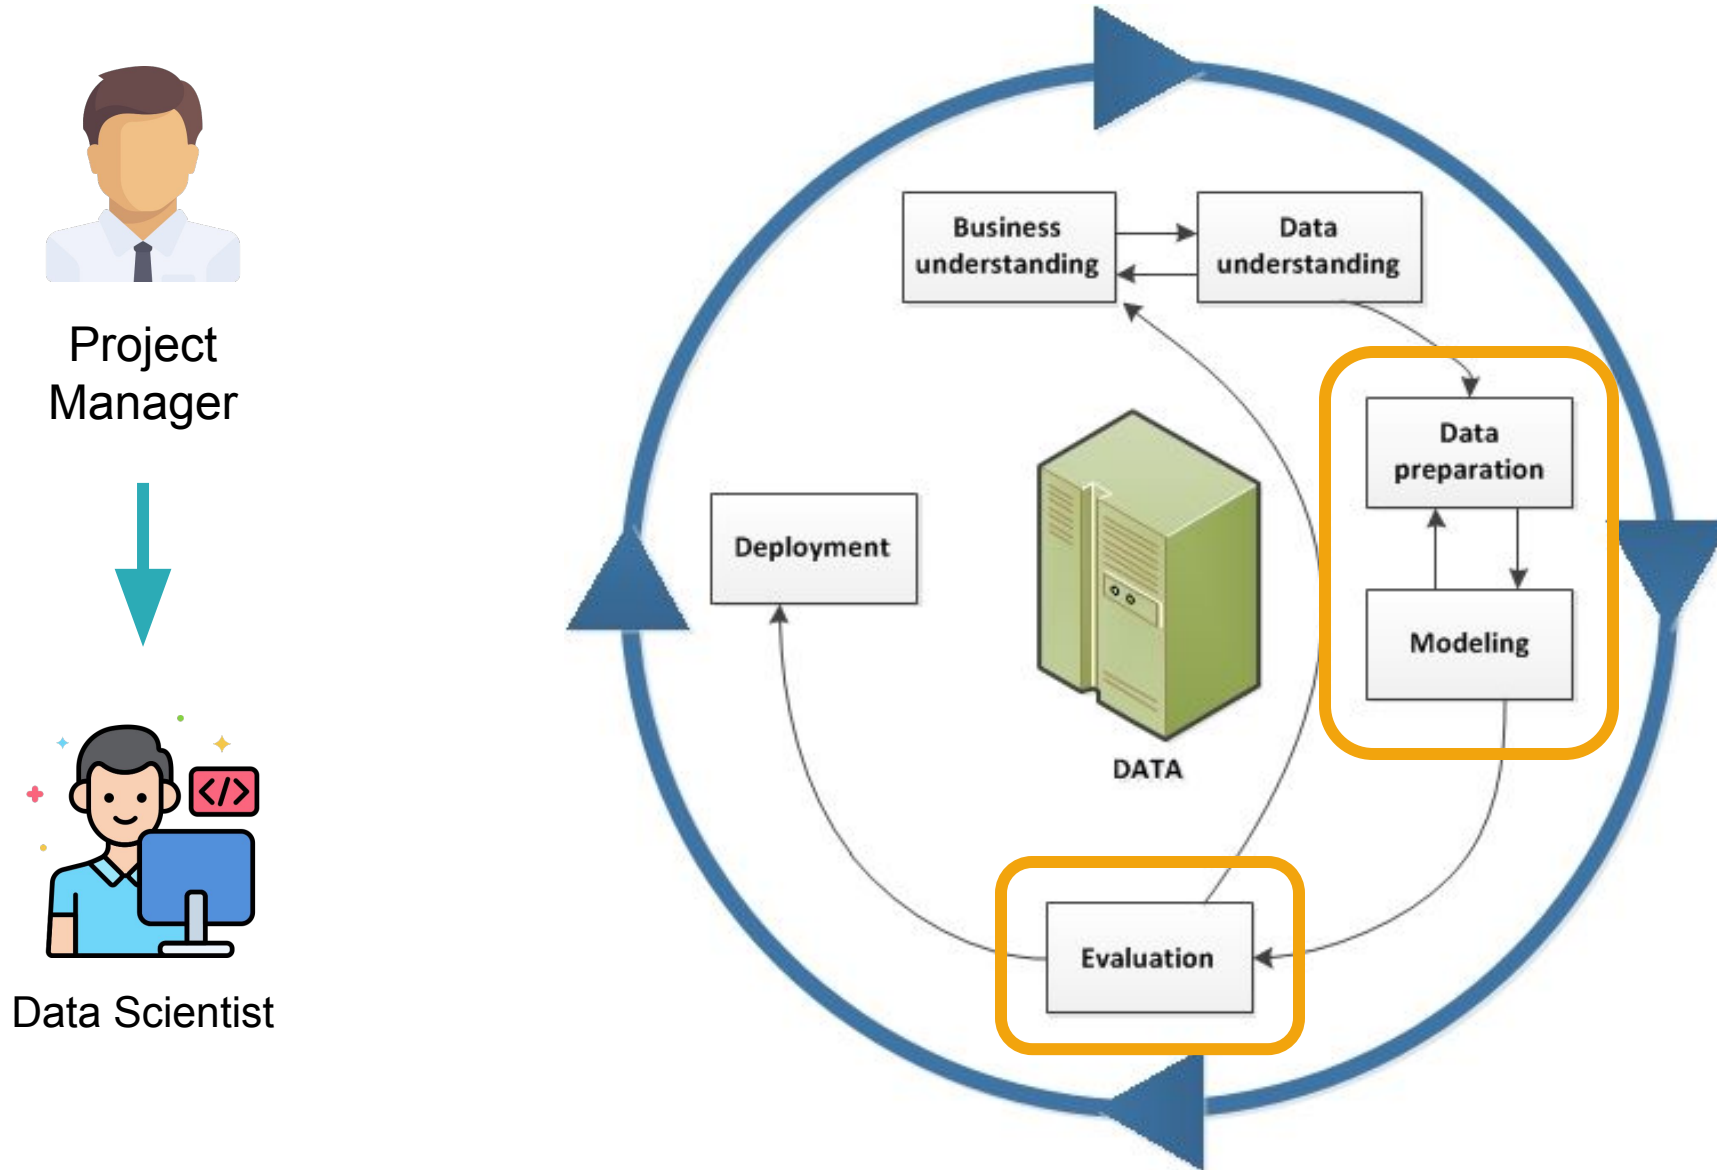 Project
Manager
Data Scientist
Business
understanding
Data
understanding
Data
preparation
Modeling
Deployment
DATA
Evaluation
</>